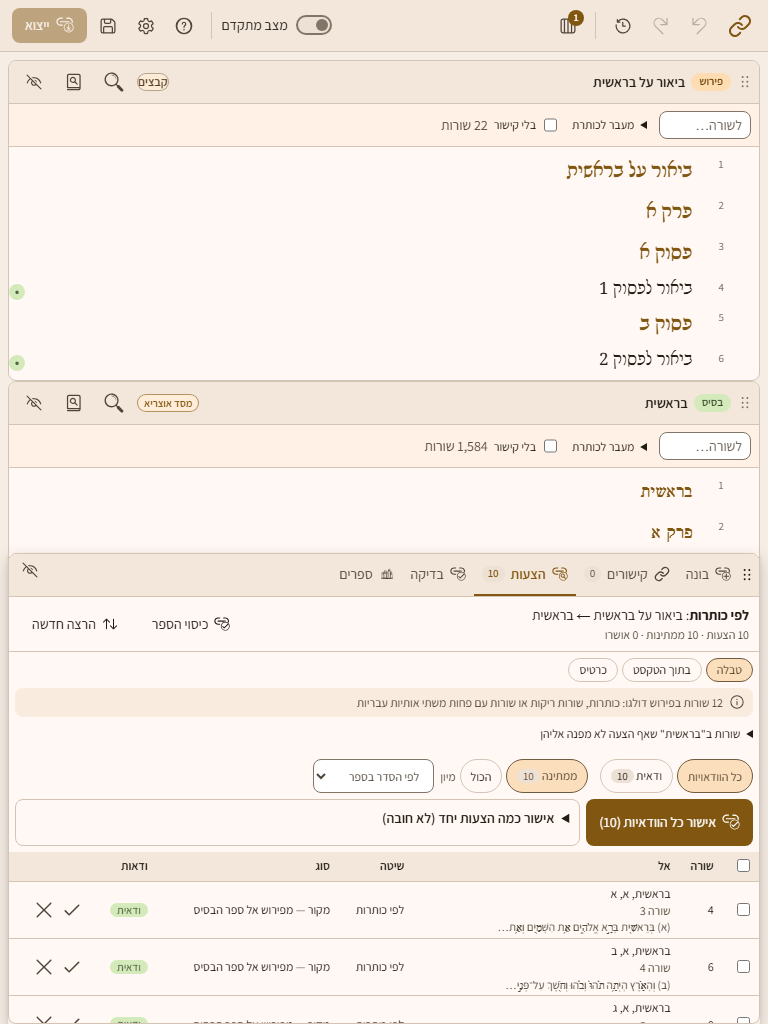 1
מצב מתקדם
ייצוא
פירוש ביאור על בראשית
קבצים
לשורה…
מעבר לכותרת
בלי קישור 22 שורות
1 ביאור על בראשית
2 פרק א
3 פסוק א
4 ביאור לפסוק 1
5 פסוק ב
6 ביאור לפסוק 2
בסיס בראשית
מסד אוצריא
לשורה…
מעבר לכותרת
בלי קישור 1,584 שורות
1 בראשית
2 פרק א
בונה
קישורים 0
הצעות 10
בדיקה
ספרים
לפי כותרות: ביאור על בראשית ← בראשית
10 הצעות · 10 ממתינות · 0 אושרו
כיסוי הספר
הרצה חדשה
טבלה
בתוך הטקסט
כרטיס
12 שורות בפירוש דולגו: כותרות, שורות ריקות או שורות עם פחות משתי אותיות עבריות
שורות ב"בראשית" שאף הצעה לא מפנה אליהן
כל הוודאויות
ודאית 10
ממתינה 10
הכול
מיון
לפי הסדר בספר
אישור כל הוודאיות (10)
אישור כמה הצעות יחד (לא חובה)
שורה אל שיטה סוג ודאות
בראשית, א, א
4 שורה 3 לפי כותרות מקור — מפירוש אל ספר הבסיס ודאית
(א) בְּרֵאשִׁ֖ית בָּרָ֣א אֱלֹהִ֑ים אֵ֥ת הַשָּׁמַ֖יִם וְאֵ֥ת…
בראשית, א, ב
6 שורה 4 לפי כותרות מקור — מפירוש אל ספר הבסיס ודאית
(ב) וְהָאָ֗רֶץ הָיְתָ֥ה תֹ֙הוּ֙ וָבֹ֔הוּ וְחֹ֖שֶׁךְ עַל־פְּנֵ֣י…
בראשית, א, ג